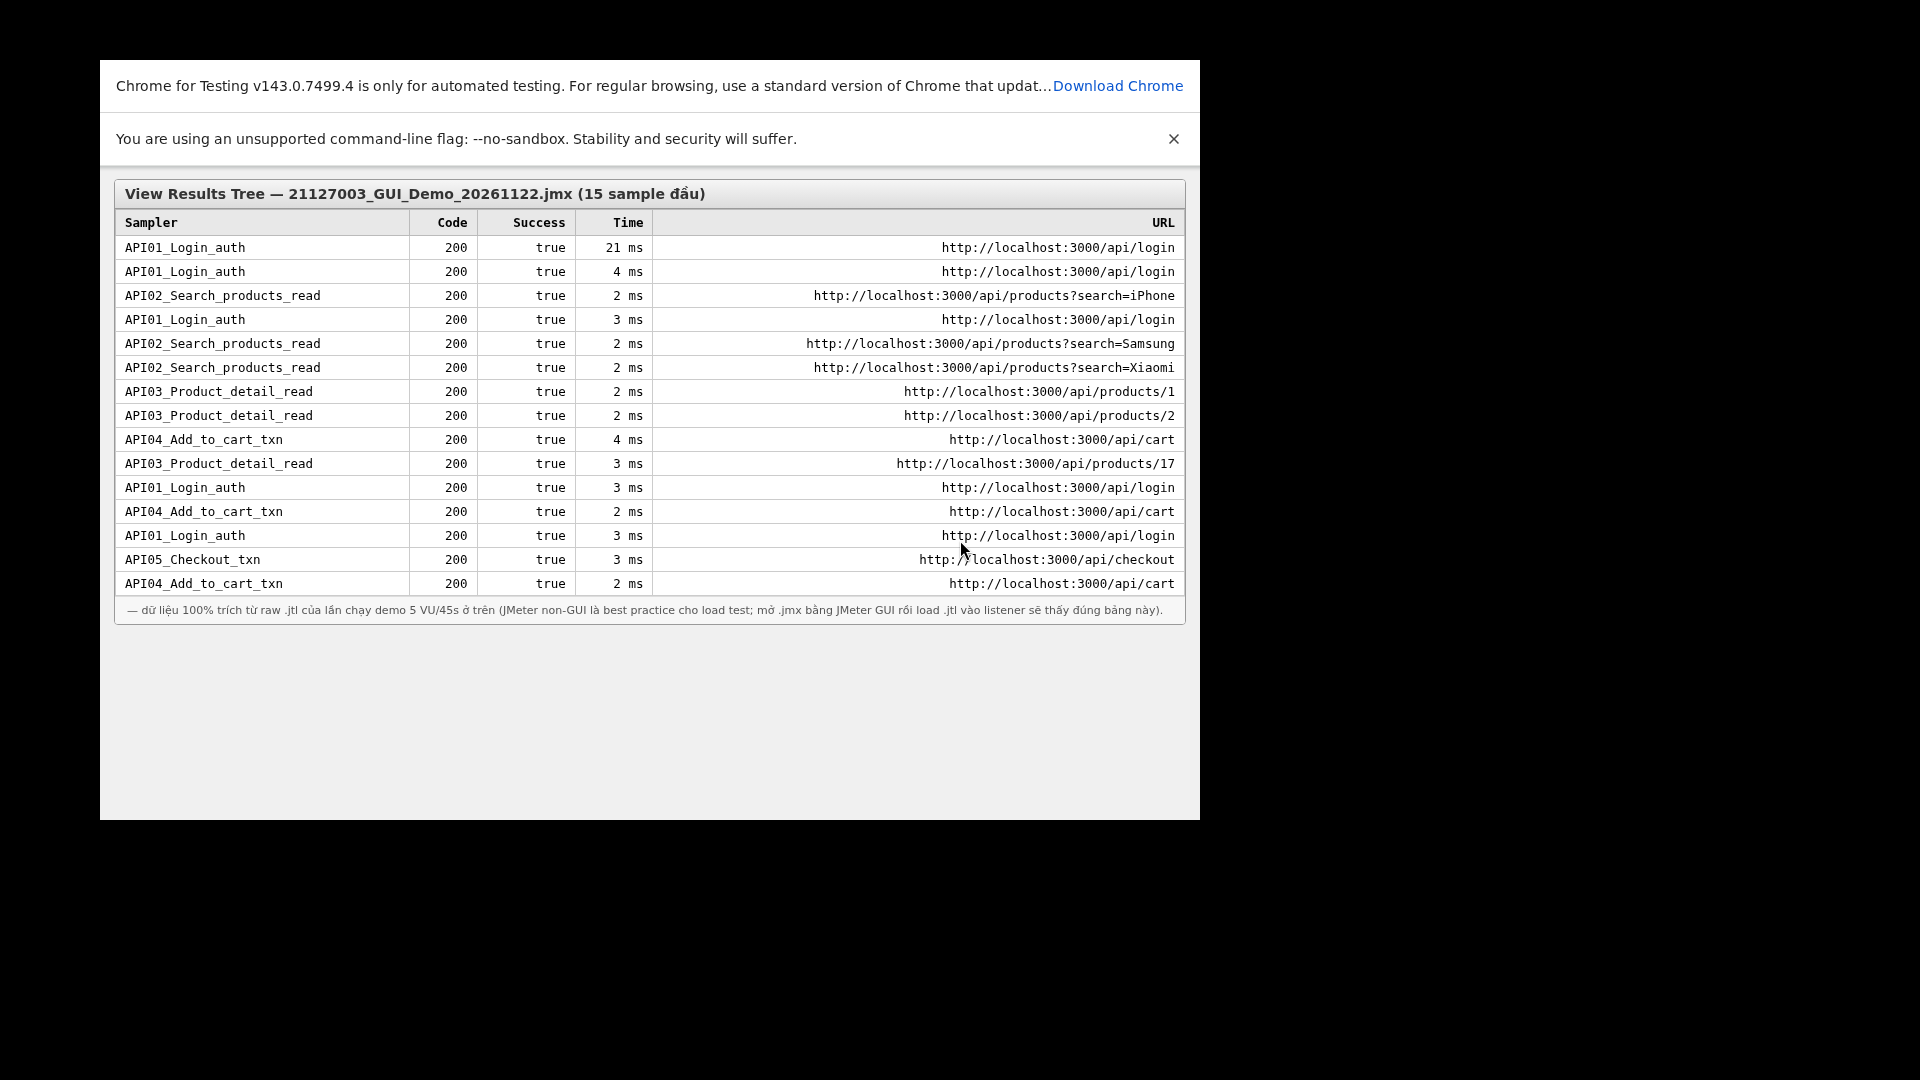 Chrome for Testing v143.0.7499.4 is only for automated testing. For regular browsing, use a standard version of Chrome that updat... Download Chrome
You are using an unsupported command-line flag: --no-sandbox. Stability and security will suffer.
View Results Tree — 21127003_GUI_Demo_20261122.jmx (15 sample đầu)
Sampler Code Success Time URL
API01_Login_auth 200 true 21 ms http://localhost:3000/api/login
API01_Login_auth 200 true 4 ms http://localhost:3000/api/login
API02_Search_products_read 200 true 2 ms http://localhost:3000/api/products?search=iPhone
API01_Login_auth 200 true 3 ms http://localhost:3000/api/login
API02_Search_products_read 200 true 2 ms http://localhost:3000/api/products?search=Samsung
API02_Search_products_read 200 true 2 ms http://localhost:3000/api/products?search=Xiaomi
API03_Product_detail_read 200 true 2 ms http://localhost:3000/api/products/1
API03_Product_detail_read 200 true 2 ms http://localhost:3000/api/products/2
API04_Add_to_cart_txn 200 true 4 ms http://localhost:3000/api/cart
API03_Product_detail_read 200 true 3 ms http://localhost:3000/api/products/17
API01_Login_auth 200 true 3 ms http://localhost:3000/api/login
API04_Add_to_cart_txn 200 true 2 ms http://localhost:3000/api/cart
API01_Login_auth 200 true 3 ms http://localhost:3000/api/login
API05_Checkout_txn 200 true 3 ms http://localhost:3000/api/checkout
API04_Add_to_cart_txn 200 true 2 ms http://localhost:3000/api/cart
— dữ liệu 100% trích từ raw .jtl của lần chạy demo 5 VU/45s ở trên (JMeter non-GUI là best practice cho load test; mở .jmx bằng JMeter GUI rồi load .jtl vào listener sẽ thấy đúng bảng này).